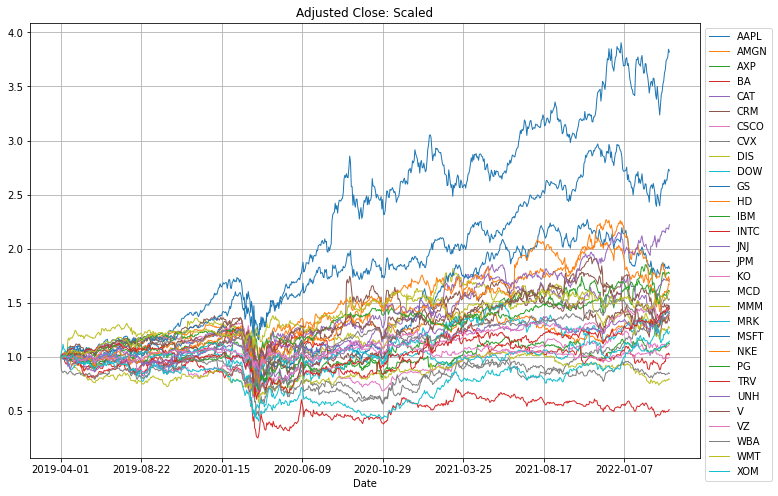 Adjusted Close: Scaled
4.0
3.5
3.0
2.5
2.0
1.5
1.0
0.5
2019-04-01 2019-08-22 2020-01-15 2020-06-09 2020-10-29 2021-03-25 2021-08-17 2022-01-07
Date
AAPL
AMGN
AXP
BA
CAT
CRM
CSCO
CVX
DIS
DOW
GS
HD
IBM
INTC
JNJ
JPM
KO
MCD
MMM
MRK
MSFT
NKE
PG
TRV
UNH
V
VZ
WBA
WMT
XOM